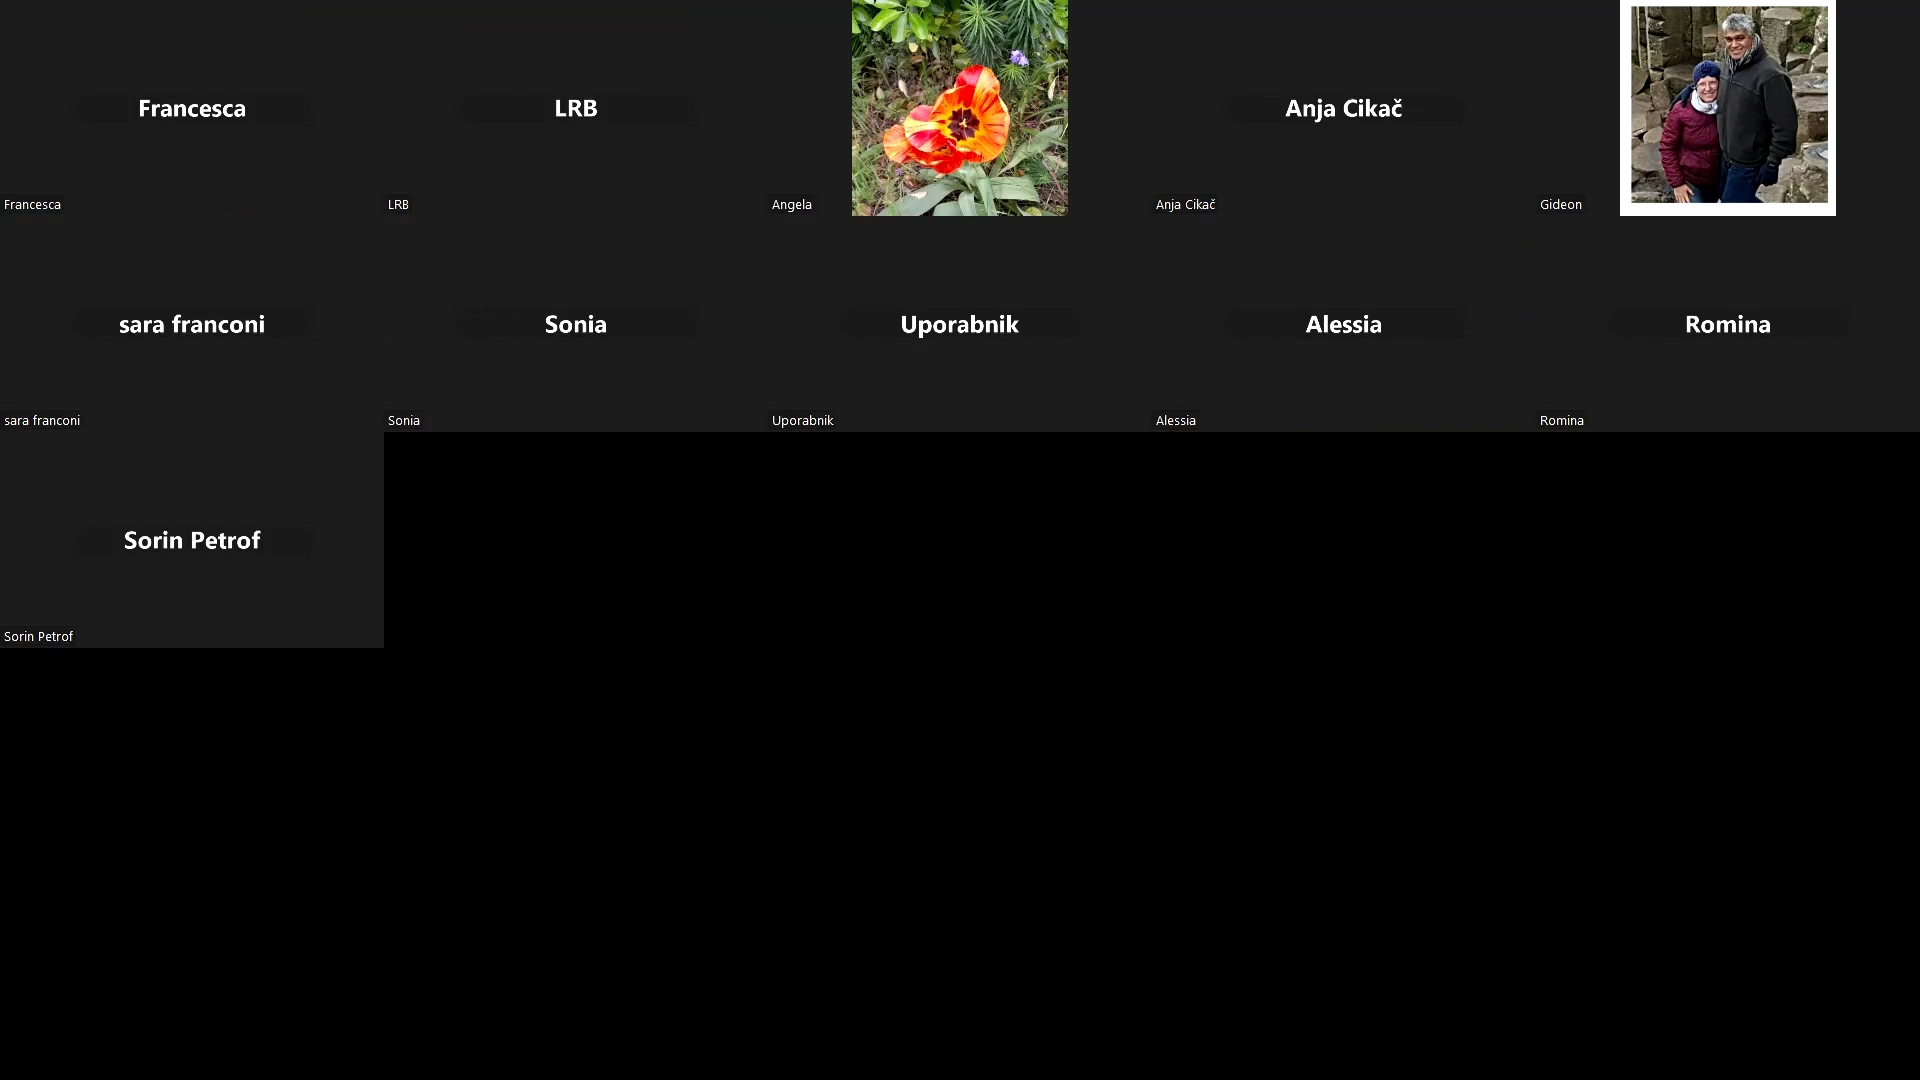 Francesca
LRB
Anja Cikač
Francesca
LRB
Angela
Anja Cikač
Gideon
sara franconi
Sonia
Uporabnik
Alessia
Romina
sara franconi
Sonia
Uporabnik
Alessia
Romina
Sorin Petrof
Sorin Petrof